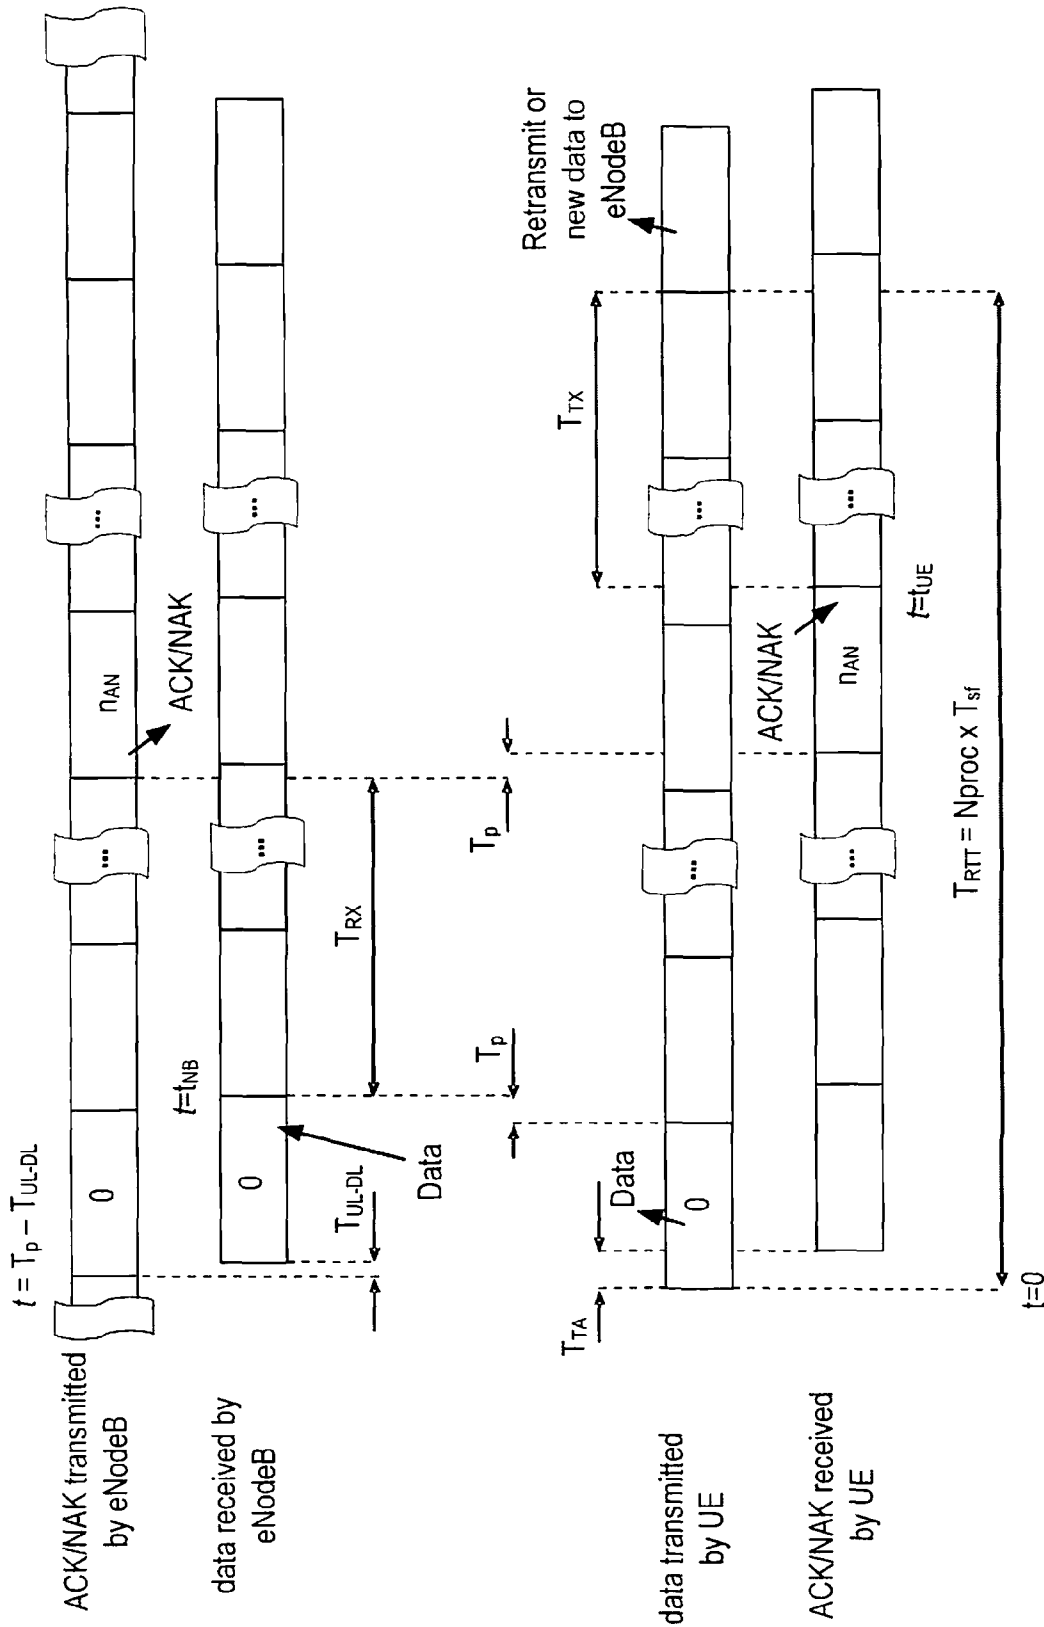 t = Tp – TUL-DL
ACK/NAK transmitted
by eNodeB
0
...
nAN
...
ACK/NAK
t=tNB
data received by
eNodeB
0
...
...
TUL-DL
Data
TRX
Tp
Tp
Retransmit or
new data to
eNodeB
TTX
TTA
Data
data transmitted
by UE
0
...
...
ACK/NAK
ACK/NAK received
by UE
...
nAN
...
t=tUE
TRTT = Nproc x Tsf
t=0